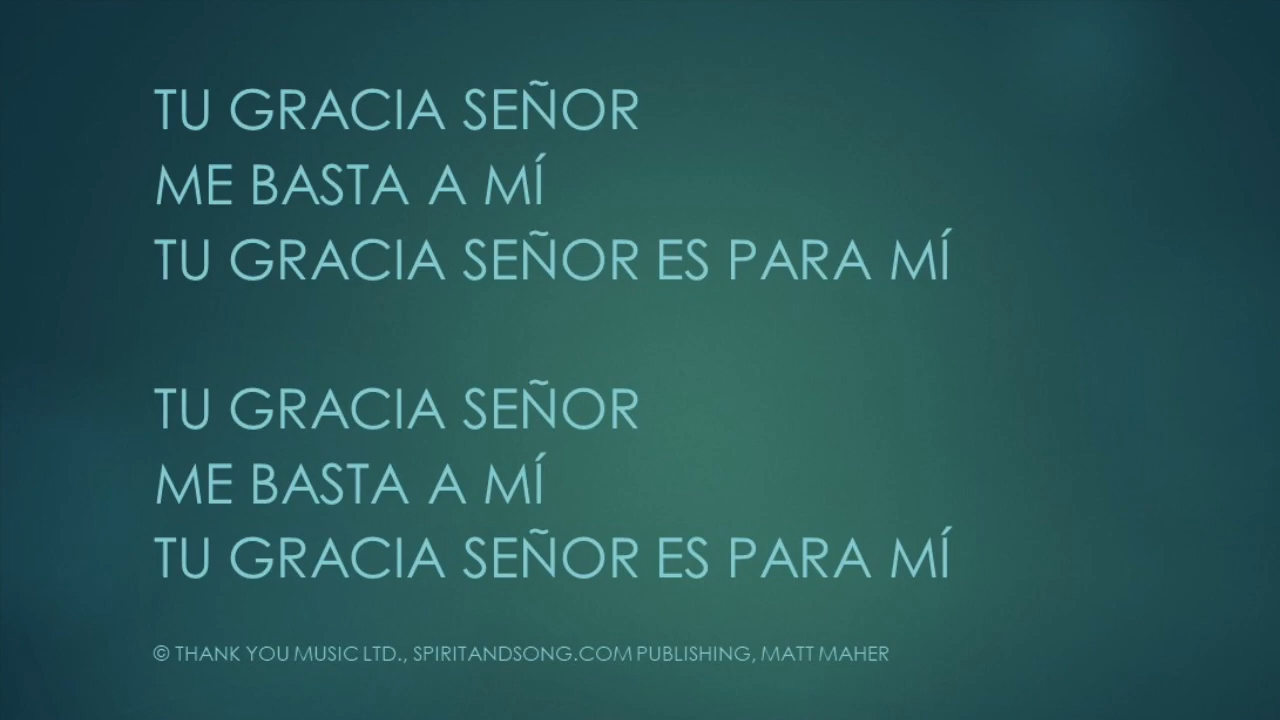 TU GRACIA SEÑOR
ME BASTA A MÍ
TU GRACIA SEÑOR ES PARA MÍ
TU GRACIA SEÑOR
ME BASTA A MÍ
TU GRACIA SEÑOR ES PARA MÍ
© THANK YOU MUSIC LTD., SPIRITANDSONG.COM PUBLISHING, MATT MAHER